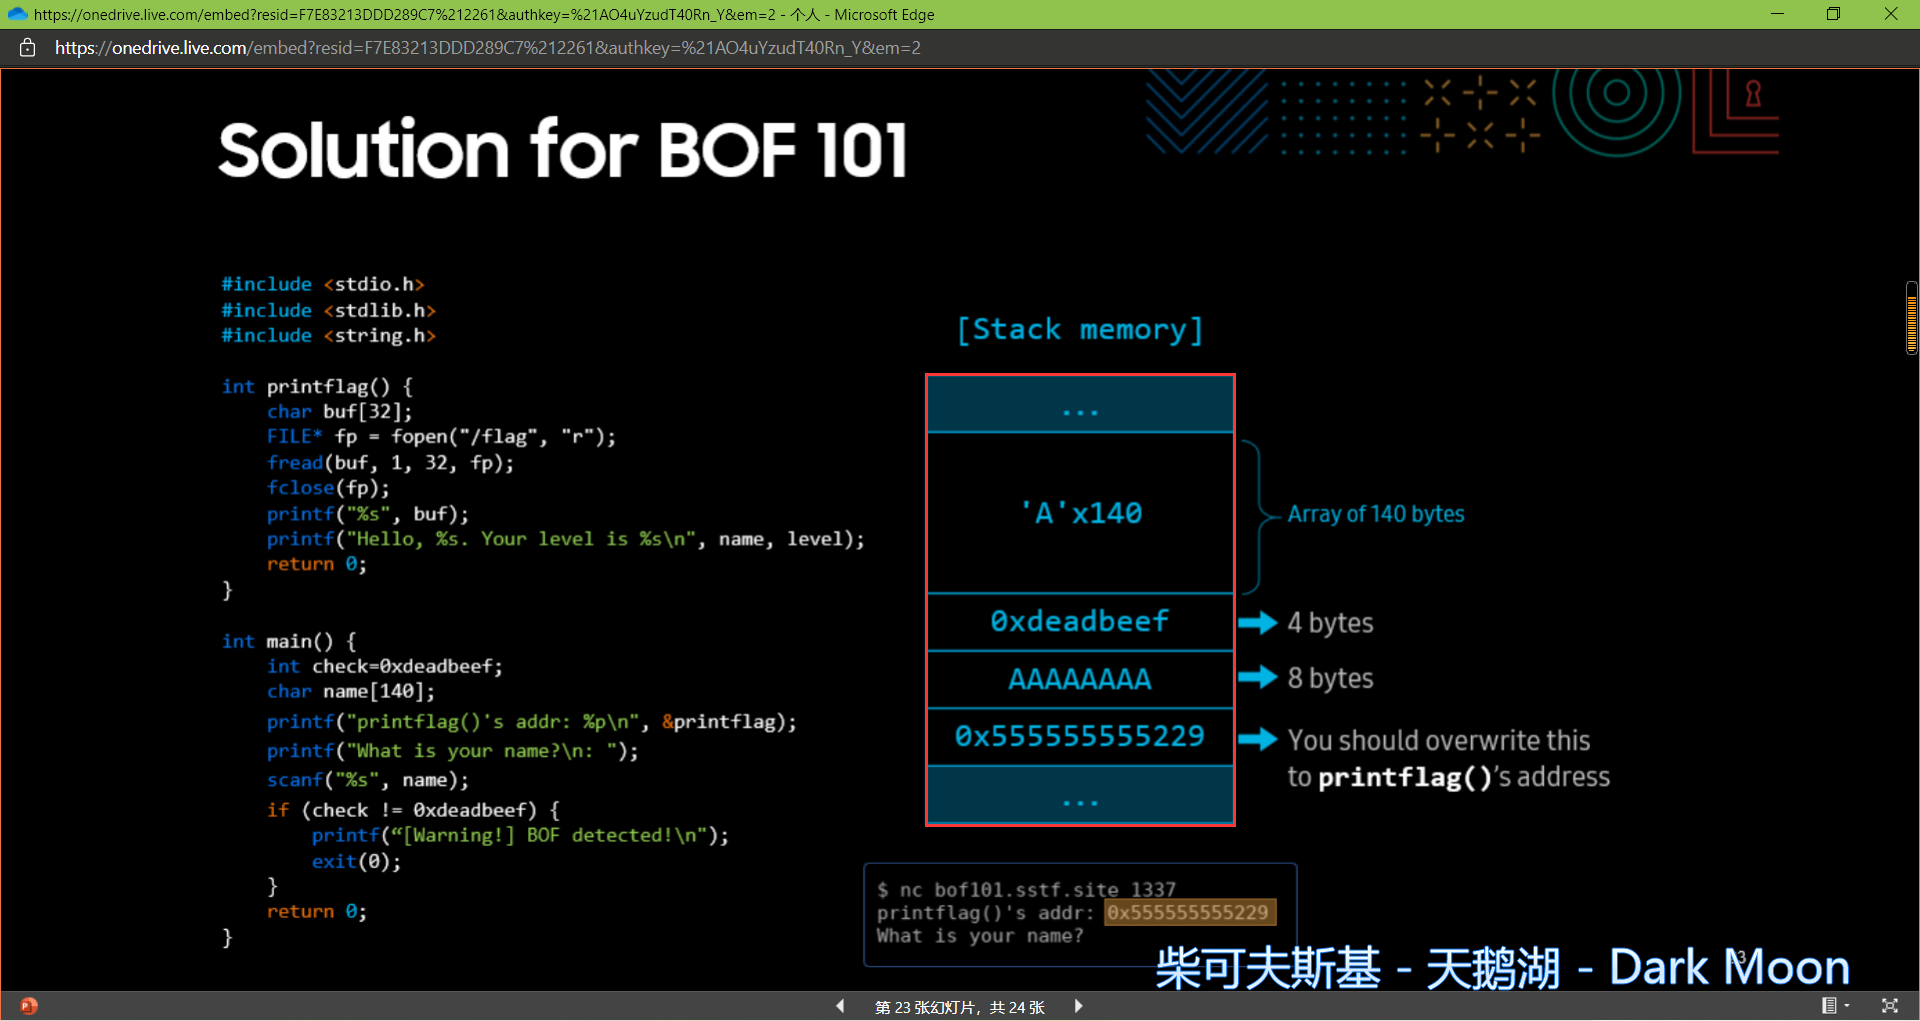 https://onedrive.live.com/embed?resid=F7E83213DDD289C7%212261&authkey=%21AO4uYzudT40Rn_Y&em=2 - 个人 - Microsoft Edge
https://onedrive.live.com/embed?resid=F7E83213DDD289C7%212261&authkey=%21AO4uYzudT40Rn_Y&em=2
Solution for BOF 101
#include <stdio.h>
#include <stdlib.h>
#include <string.h>
int printflag() {
char buf[32];
FILE* fp = fopen("/flag", "r");
fread(buf, 1, 32, fp);
fclose(fp);
printf("%s", buf);
printf("Hello, %s. Your level is %s\n", name, level);
return 0;
}
int main() {
int check=0xdeadbeef;
char name[140];
printf("printflag()'s addr: %p\n", &printflag);
printf("What is your name?\n: ");
scanf("%s", name);
if (check != 0xdeadbeef) {
printf(“[Warning!] BOF detected!\n");
exit(0);
}
return 0;
}
[Stack memory]
...
'A'x140
Array of 140 bytes
0xdeadbeef
4 bytes
AAAAAAAA
8 bytes
0x555555555229
You should overwrite this
to printflag()’s address
...
$ nc bof101.sstf.site 1337
printflag()'s addr: 0x555555555229
What is your name?
柴可夫斯基 - 天鹅湖 - Dark Moon
第 23 张幻灯片，共 24 张